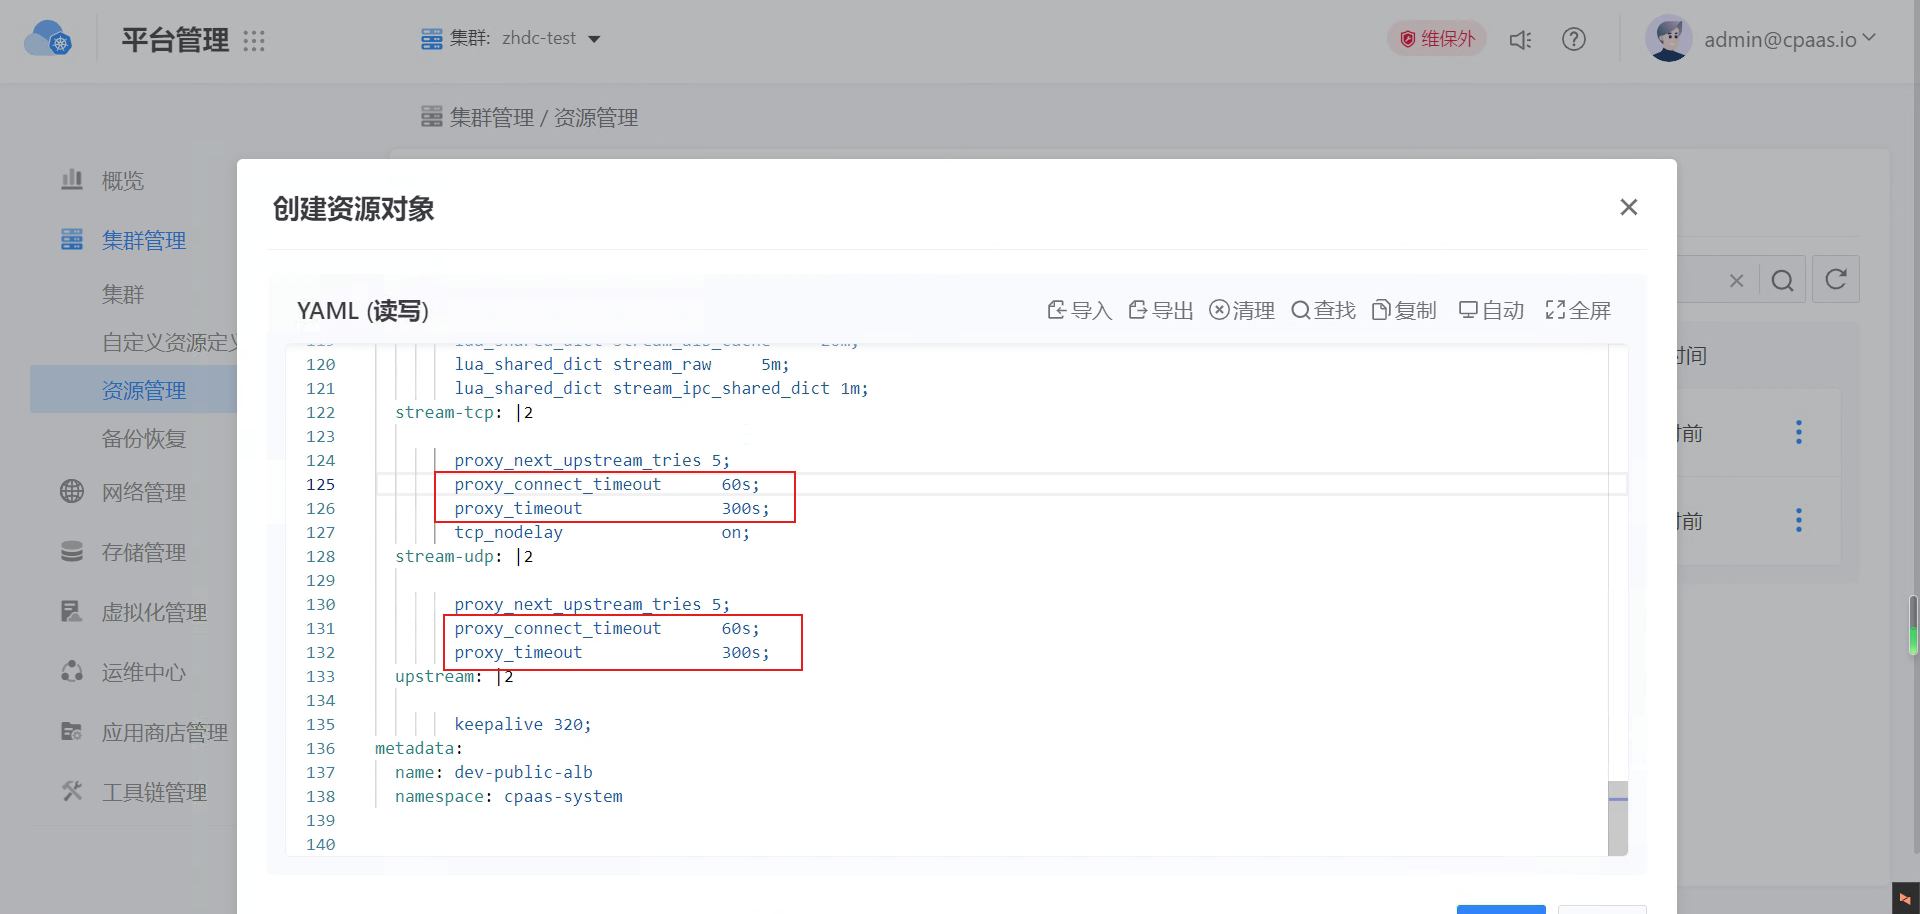 平台管理
集群: zhdc-test
维保外
admin@cpaas.io
集群管理 / 资源管理
概览
集群管理
集群
自定义资源定义
资源管理
备份恢复
网络管理
存储管理
虚拟化管理
运维中心
应用商店管理
工具链管理
创建资源对象
YAML (读写)
导入 导出 清理 查找 复制 自动 全屏
119 lua_shared_dict stream_alb_cache 20m;
120 lua_shared_dict stream_raw 5m;
121 lua_shared_dict stream_ipc_shared_dict 1m;
122 stream-tcp: |2
123
124 proxy_next_upstream_tries 5;
125 proxy_connect_timeout 60s;
126 proxy_timeout 300s;
127 tcp_nodelay on;
128 stream-udp: |2
129
130 proxy_next_upstream_tries 5;
131 proxy_connect_timeout 60s;
132 proxy_timeout 300s;
133 upstream: |2
134
135 keepalive 320;
136 metadata:
137 name: dev-public-alb
138 namespace: cpaas-system
139
140
时间
前
前